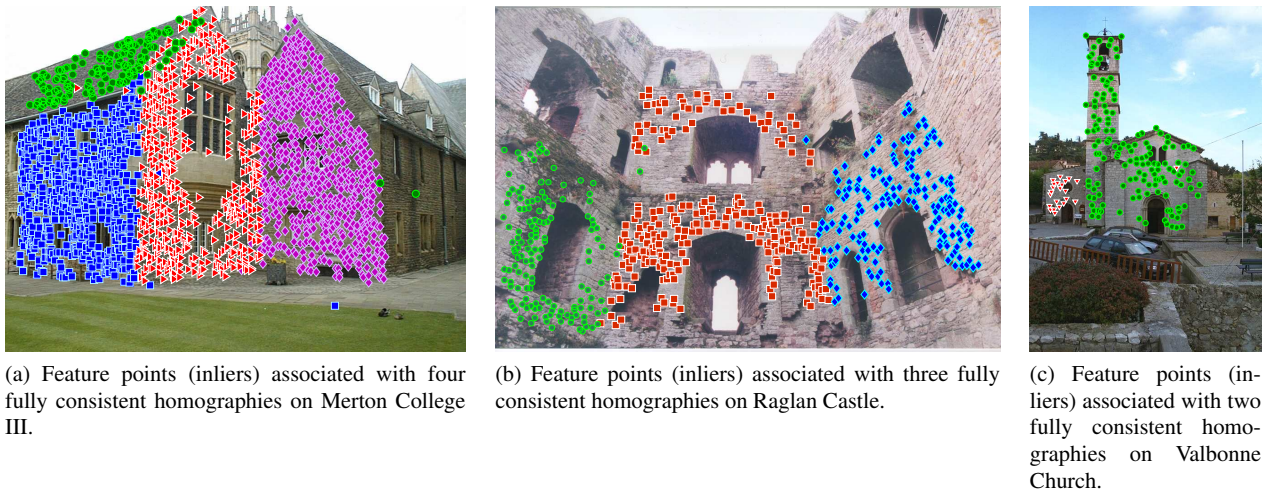 (a) Feature points (inliers) associated with four
fully consistent homographies on Merton College
III.
(b) Feature points (inliers) associated with three fully
consistent homographies on Raglan Castle.
(c) Feature points (in-
liers) associated with two
fully consistent homo-
graphies on Valbonne
Church.